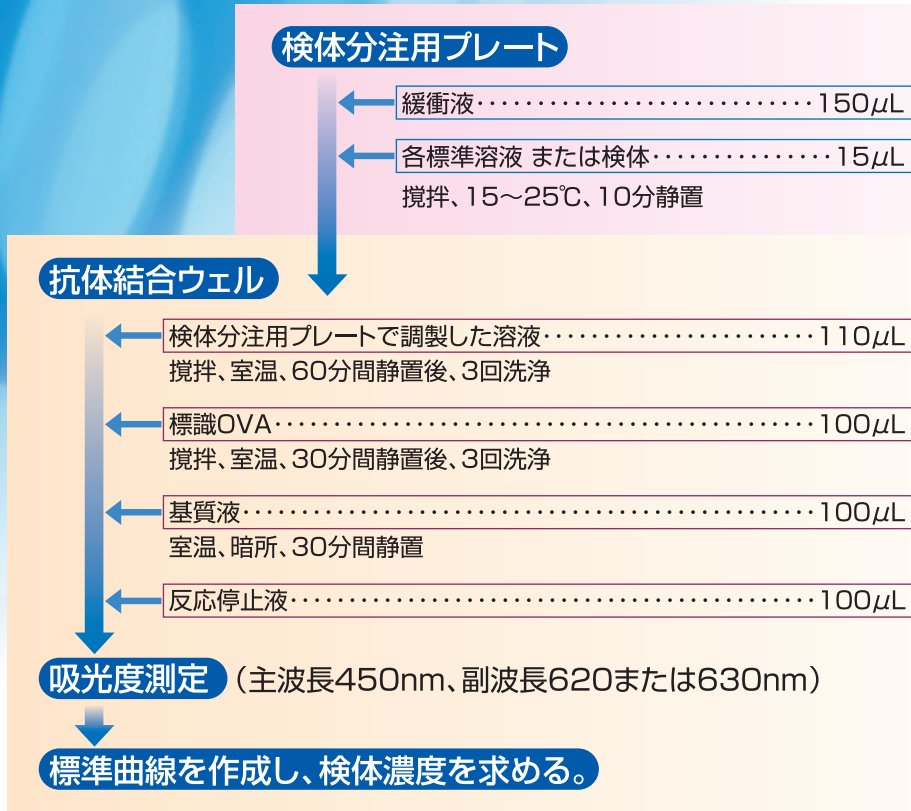 検体分注用プレート
緩衝液····························150μL
各標準溶液 または検体···············15μL
撹拌、15〜25℃、10分静置
抗体結合ウェル
検体分注用プレートで調製した溶液·······················110μL
撹拌、室温、60分間静置後、3回洗浄
標識OVA··············································100μL
撹拌、室温、30分間静置後、3回洗浄
基質液················································100μL
室温、暗所、30分間静置
反応停止液············································100μL
吸光度測定 (主波長450nm、副波長620または630nm)
標準曲線を作成し、検体濃度を求める。